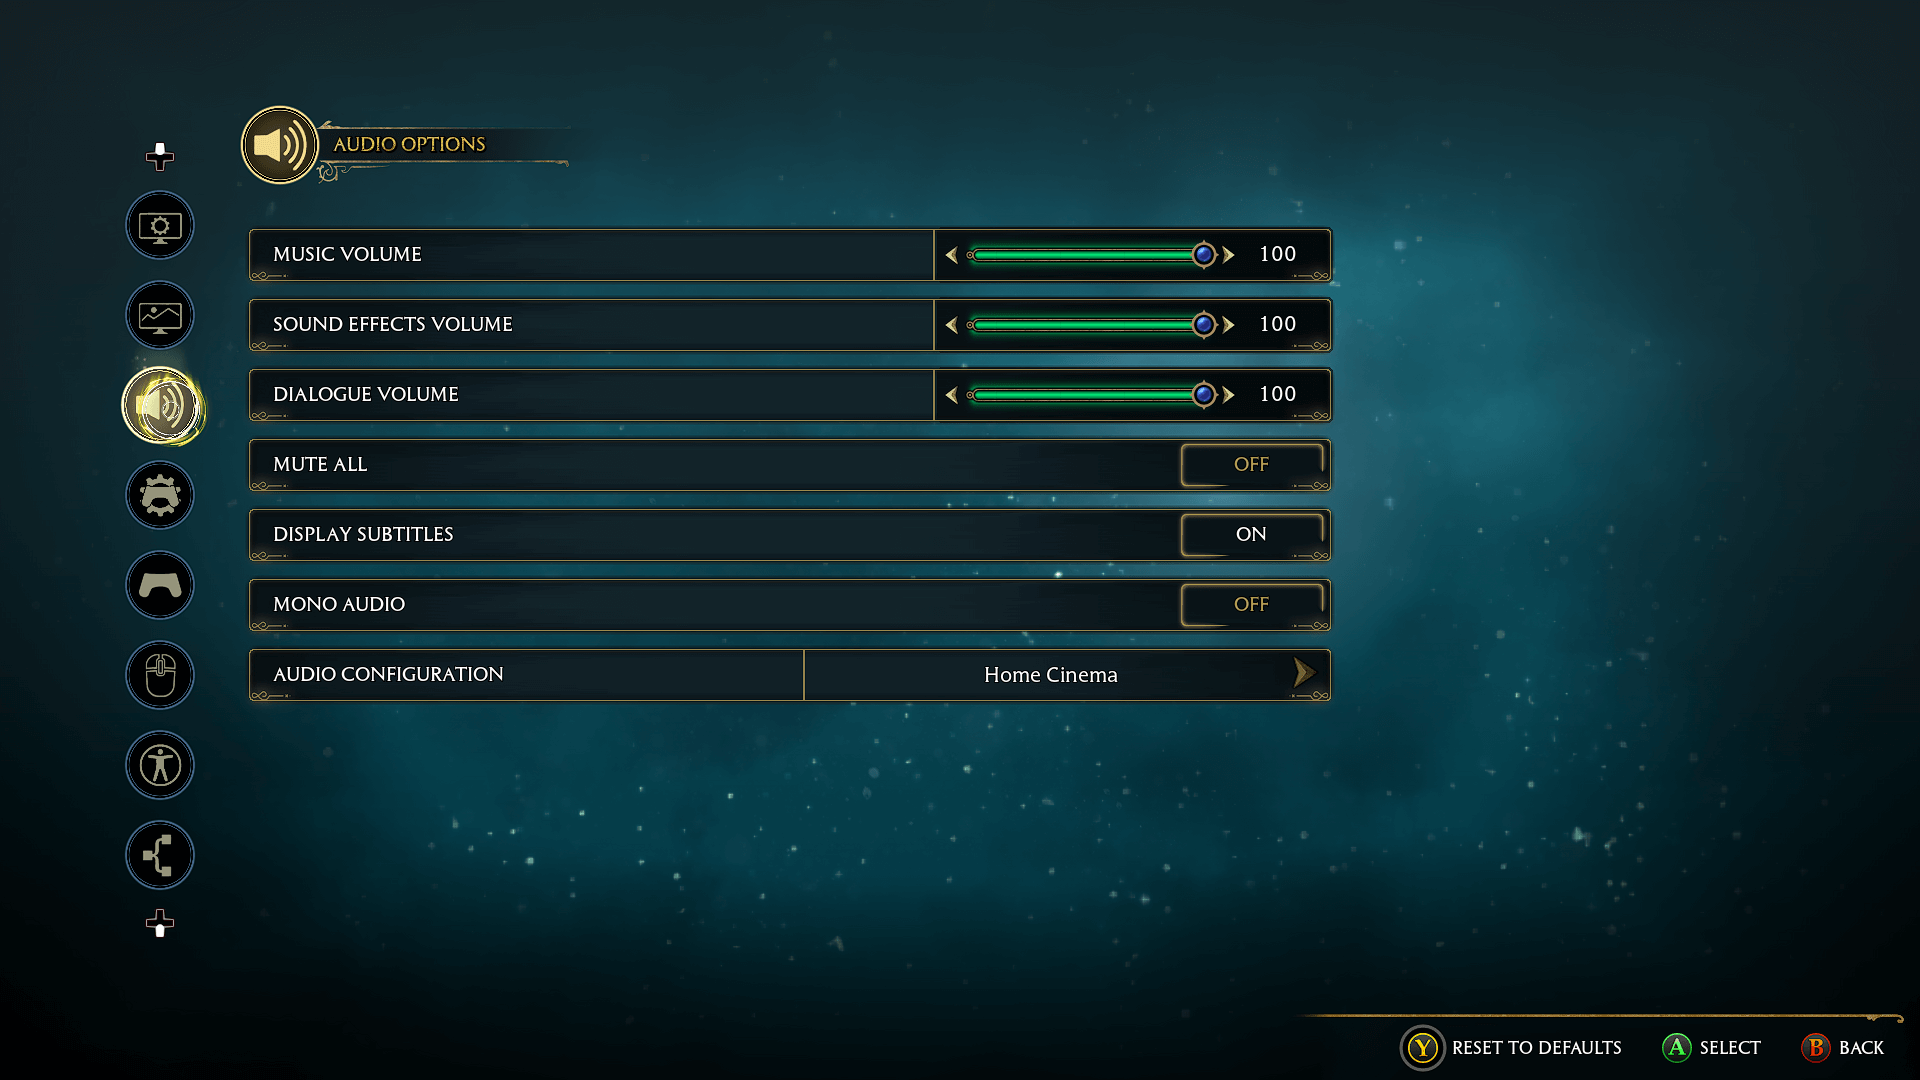 AUDIO OPTIONS
MUSIC VOLUME 100
SOUND EFFECTS VOLUME 100
DIALOGUE VOLUME 100
MUTE ALL OFF
DISPLAY SUBTITLES ON
MONO AUDIO OFF
AUDIO CONFIGURATION Home Cinema
Y RESET TO DEFAULTS A SELECT B BACK